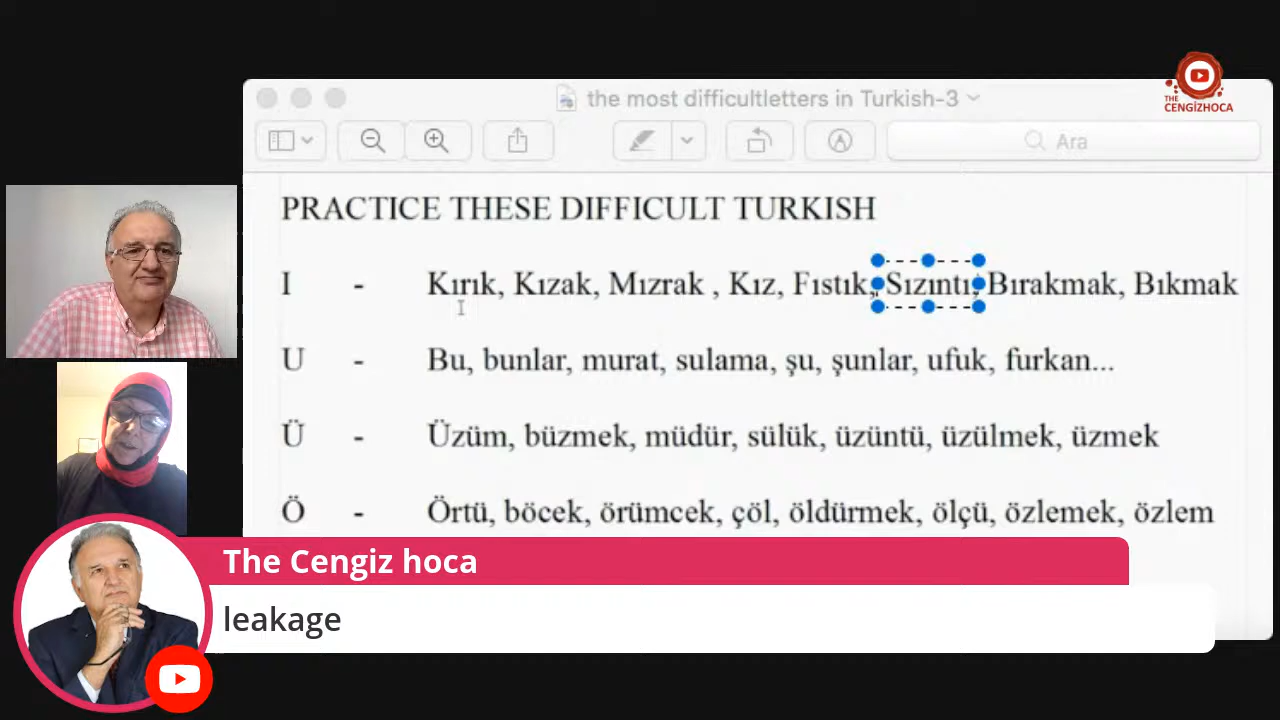 THE
CENGİZHOCA
the most difficultletters in Turkish-3
Ara
PRACTICE THESE DIFFICULT TURKISH
I - Kırık, Kızak, Mızrak , Kız, Fıstık, Sızıntı, Bırakmak, Bıkmak
U - Bu, bunlar, murat, sulama, şu, şunlar, ufuk, furkan...
Ü - Üzüm, büzmek, müdür, sülük, üzüntü, üzülmek, üzmek
Ö - Örtü, böcek, örümcek, çöl, öldürmek, ölçü, özlemek, özlem
The Cengiz hoca
leakage